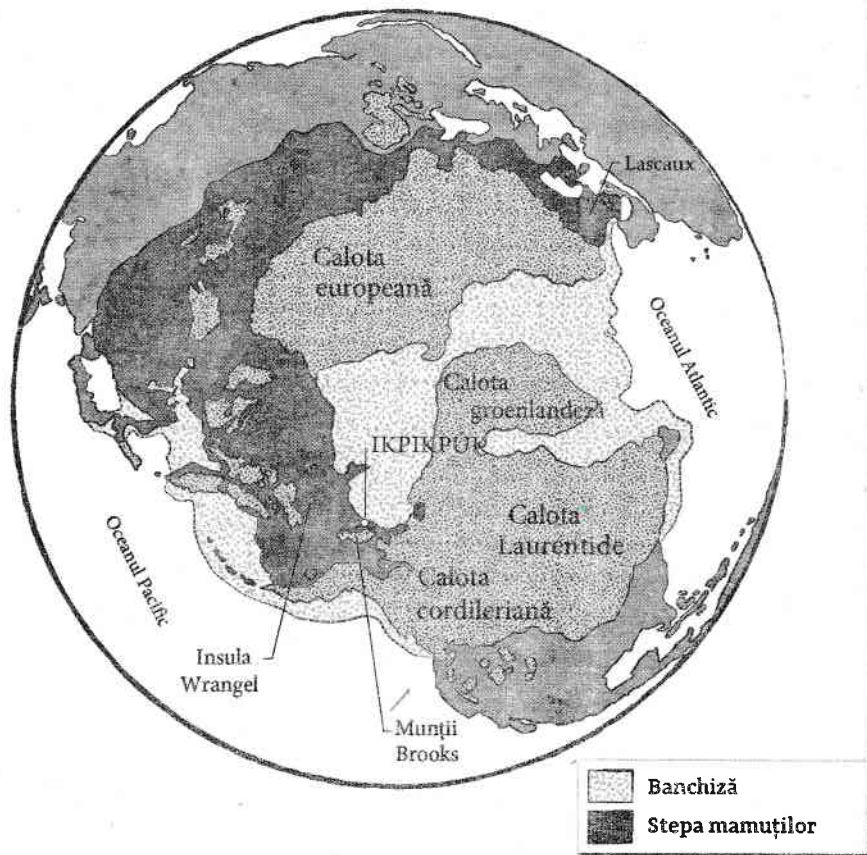 Lascaux
Calota
europeană
Oceanul Atlantic
Calota
groenlandeză
IKPIKPUK
Calota
Laurentide
Calota
cordileriană
Oceanul Pacific
Insula
Wrangel
Munții
Brooks
Banchiză
Stepa mamuților